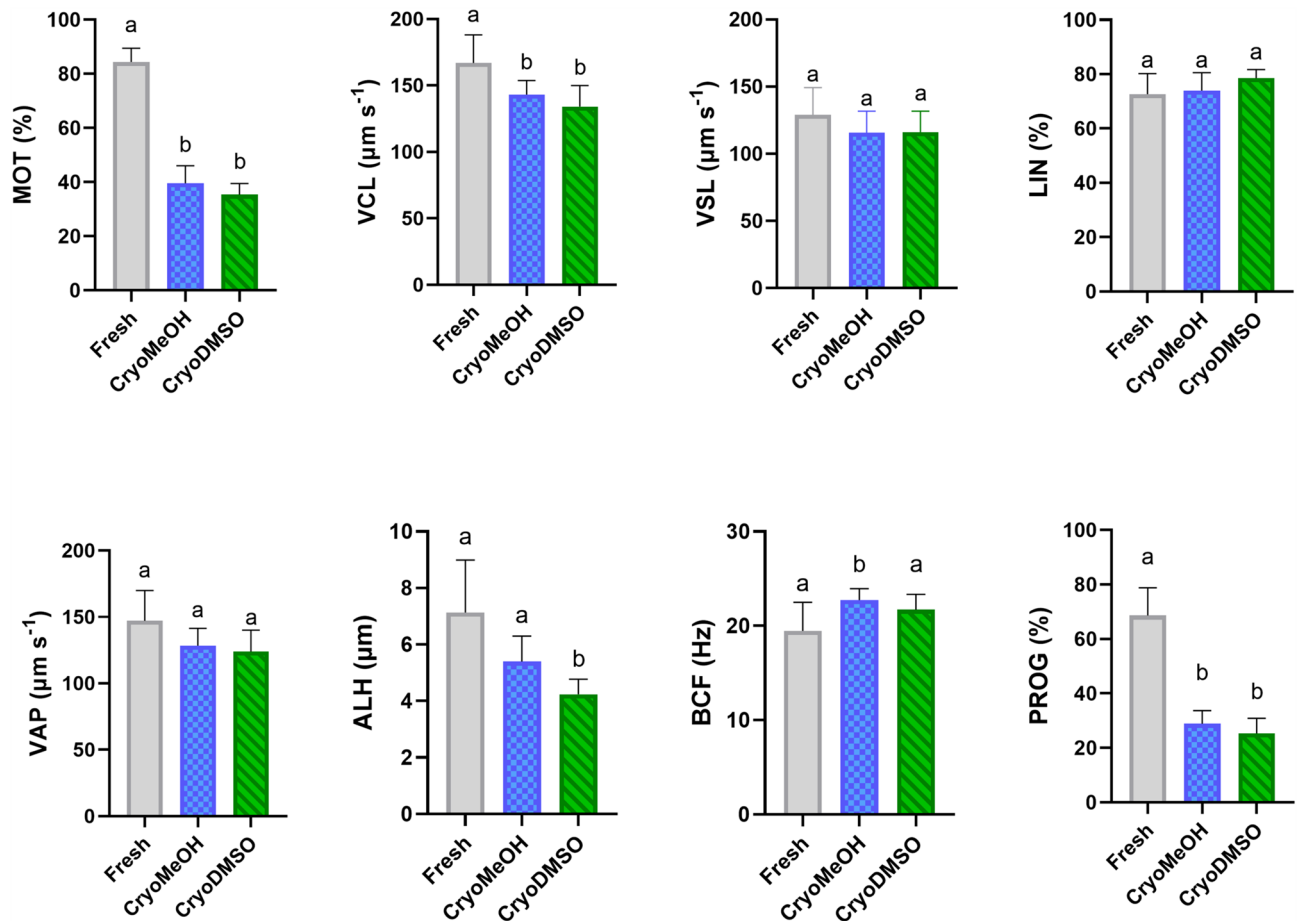 MOT (%)
100
80
60
40
20
0
a
b
b
Fresh
CryoMeOH
CryoDMSO
VCL (µm s⁻¹)
200
150
100
50
0
a
b
b
Fresh
CryoMeOH
CryoDMSO
VSL (µm s⁻¹)
200
150
100
50
0
a
a
a
Fresh
CryoMeOH
CryoDMSO
LIN (%)
100
80
60
40
20
0
a
a
a
Fresh
CryoMeOH
CryoDMSO
VAP (µm s⁻¹)
200
150
100
50
0
a
a
a
Fresh
CryoMeOH
CryoDMSO
ALH (µm)
10
8
6
4
2
0
a
a
b
Fresh
CryoMeOH
CryoDMSO
BCF (Hz)
30
20
10
0
a
b
a
Fresh
CryoMeOH
CryoDMSO
PROG (%)
100
80
60
40
20
0
a
b
b
Fresh
CryoMeOH
CryoDMSO